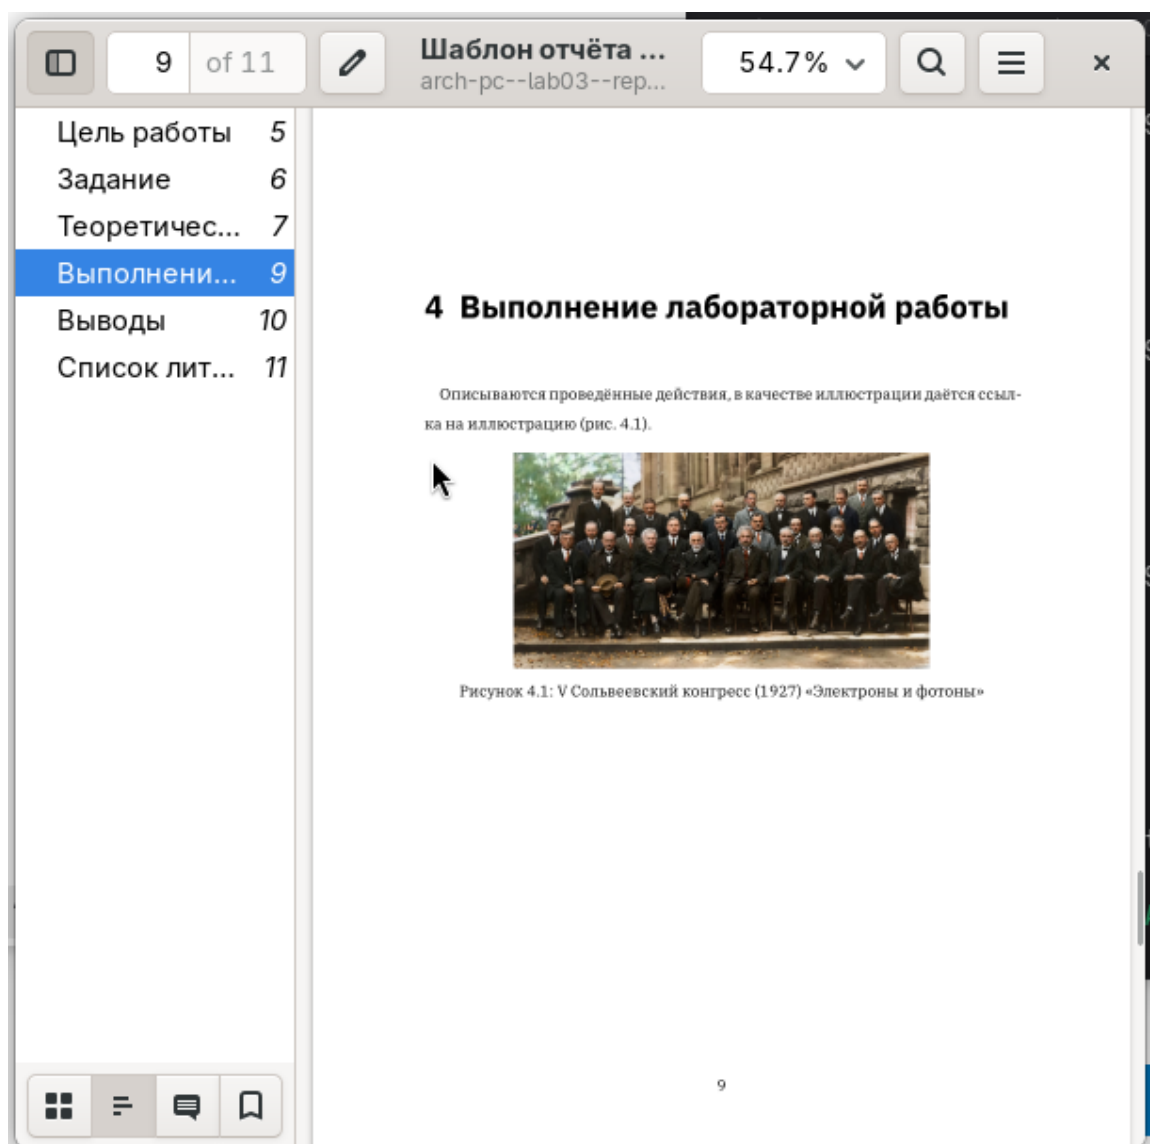 9 of 11
Шаблон отчёта ...
arch-pc--lab03--rep...
54.7%
Цель работы 5
Задание 6
Теоретичес... 7
Выполнени... 9
Выводы 10
Список лит... 11
4 Выполнение лабораторной работы
Описываются проведённые действия, в качестве иллюстрации даётся ссыл-
ка на иллюстрацию (рис. 4.1).
Рисунок 4.1: V Сольвеевский конгресс (1927) «Электроны и фотоны»
9